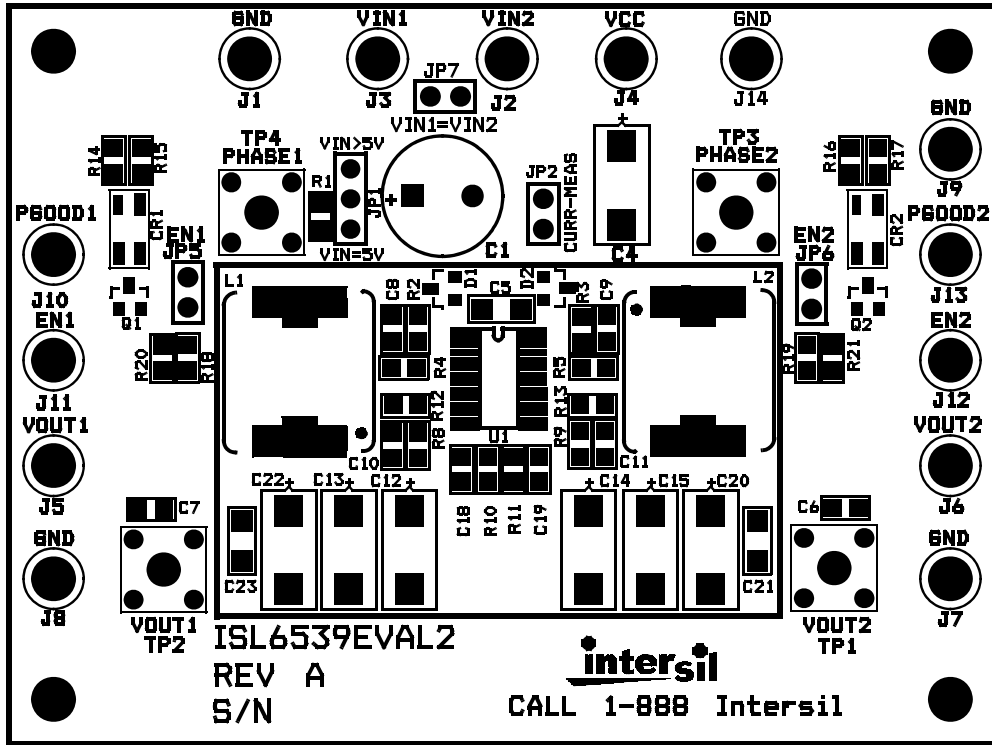 GND VIN1 VIN2 VCC GND
J1 J3 J2 J4 J14
JP7
VIN1=VIN2
GND
J9
TP4
PHASE1
VIN>5V
R1
JP1
VIN=5V
+
C1
JP2
CURR-MEAS
+
C4
TP3
PHASE2
R14
R15
R16
R17
PGOOD1
CR1
EN1
JP5
J10
Q1
PGOOD2
CR2
EN2
JP6
J13
Q2
EN1
J11
R20
R18
EN2
J12
R19
R21
L1
C8
R2
D1
C5
D2
R3
C9
L2
R4
R5
R12
R13
R8
R9
U1
C10
C11
VOUT1
J5
VOUT2
J6
C22
+
C13
+
C12
+
C18
R10
R11
C19
+
C14
+
C15
+
C20
C7
C6
C23
C21
GND
J8
GND
J7
VOUT1
TP2
VOUT2
TP1
ISL6539EVAL2
REV A
S/N
intersil
CALL 1-888 Intersil